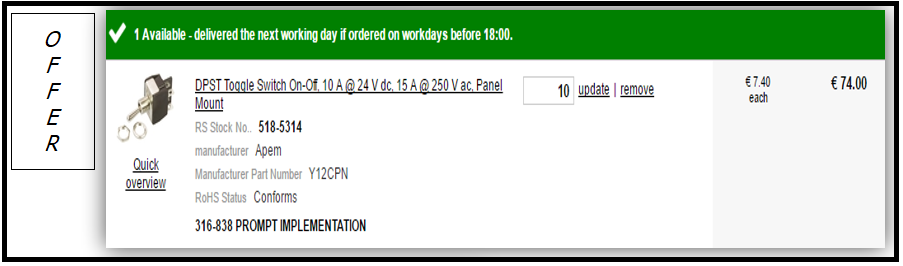 OFFER
1 Available - delivered the next working day if ordered on workdays before 18:00.
DPST Toggle Switch On-Off, 10 A @ 24 V dc, 15 A @ 250 V ac, Panel
Mount
10 update | remove
€ 7.40
each
€ 74.00
RS Stock No.. 518-5314
manufacturer Apem
Manufacturer Part Number Y12CPN
RoHS Status Conforms
316-838 PROMPT IMPLEMENTATION
Quick
overview